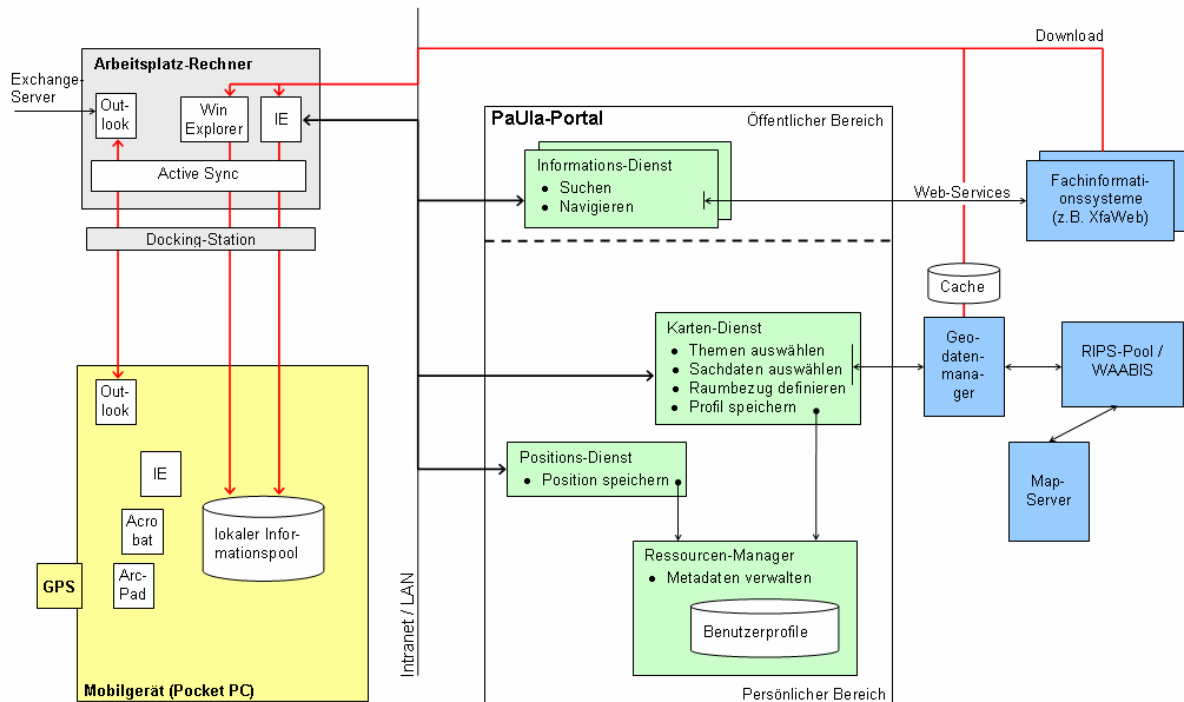 Arbeitsplatz-Rechner
Exchange-
Server
Out-
look
Win
Explorer
IE
Active Sync
Docking-Station
Out-
look
IE
Acro
bat
Arc-
Pad
GPS
lokaler Infor-
mationspool
Mobilgerät (Pocket PC)
Intranet / LAN
PaUla-Portal
Öffentlicher Bereich
Informations-Dienst
● Suchen
● Navigieren
Karten-Dienst
● Themen auswählen
● Sachdaten auswählen
● Raumbezug definieren
● Profil speichern
Positions-Dienst
● Position speichern
Ressourcen-Manager
● Metadaten verwalten
Benutzerprofile
Persönlicher Bereich
Download
Web-Services
Fachinformati-
onssysteme
(z.B. XfaWeb)
Cache
Geo-
daten-
mana-
ger
RIPS-Pool /
WAABIS
Map-
Server